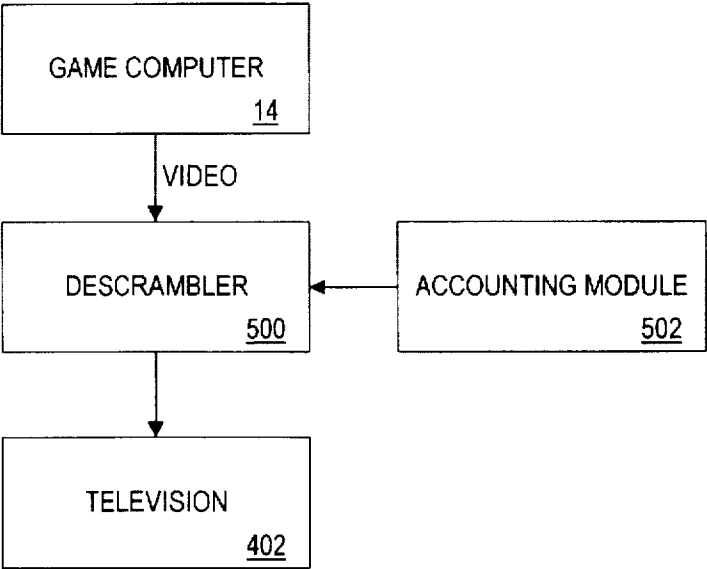 GAME COMPUTER
14
VIDEO
DESCRAMBLER
500
ACCOUNTING MODULE
502
TELEVISION
402